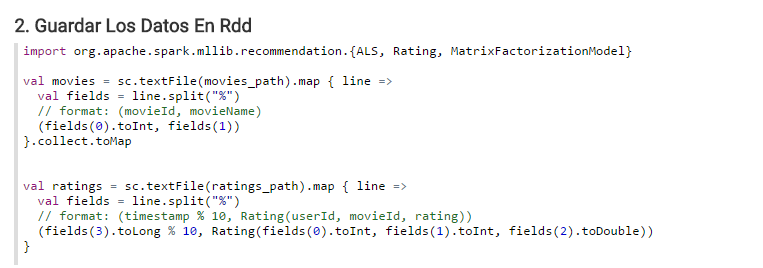 2. Guardar Los Datos En Rdd
import org.apache.spark.mllib.recommendation.{ALS, Rating, MatrixFactorizationModel}
val movies = sc.textFile(movies_path).map { line =>
  val fields = line.split("%")
  // format: (movieId, movieName)
  (fields(0).toInt, fields(1))
}.collect.toMap
val ratings = sc.textFile(ratings_path).map { line =>
  val fields = line.split("%")
  // format: (timestamp % 10, Rating(userId, movieId, rating))
  (fields(3).toLong % 10, Rating(fields(0).toInt, fields(1).toInt, fields(2).toDouble))
}